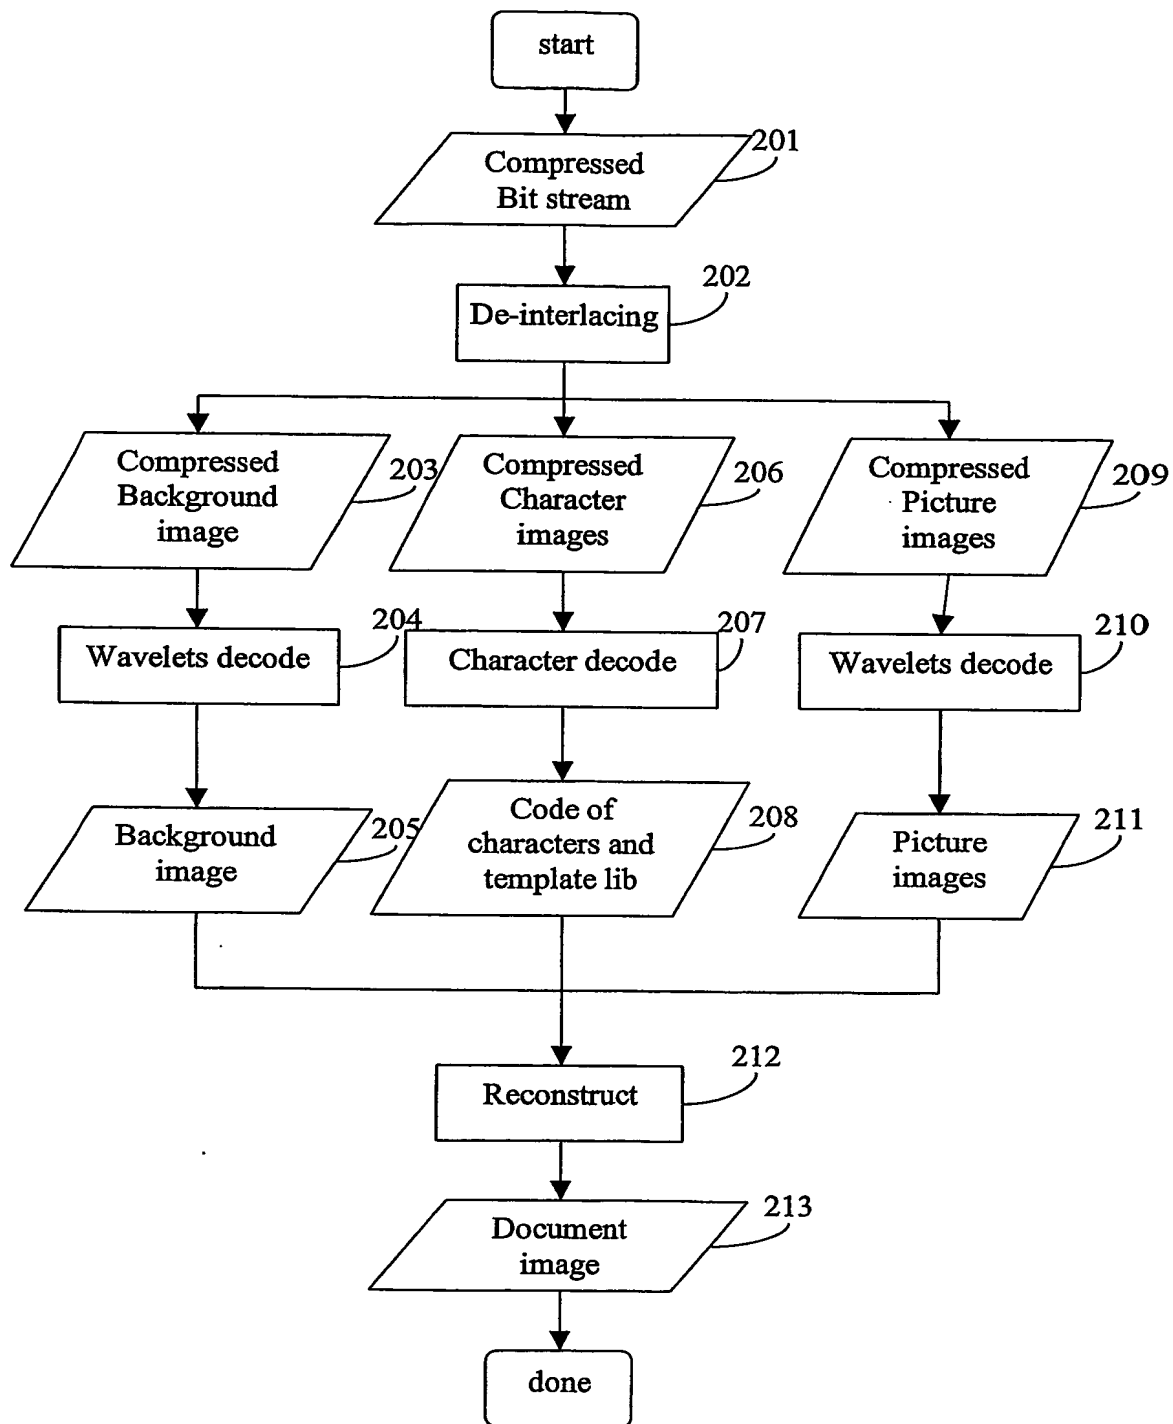 start
201
Compressed
Bit stream
202
De-interlacing
Compressed
Background
image
203
Compressed
Character
images
206
Compressed
Picture
images
209
204
Wavelets decode
207
Character decode
210
Wavelets decode
Background
image
205
Code of
characters and
template lib
208
Picture
images
211
212
Reconstruct
213
Document
image
done